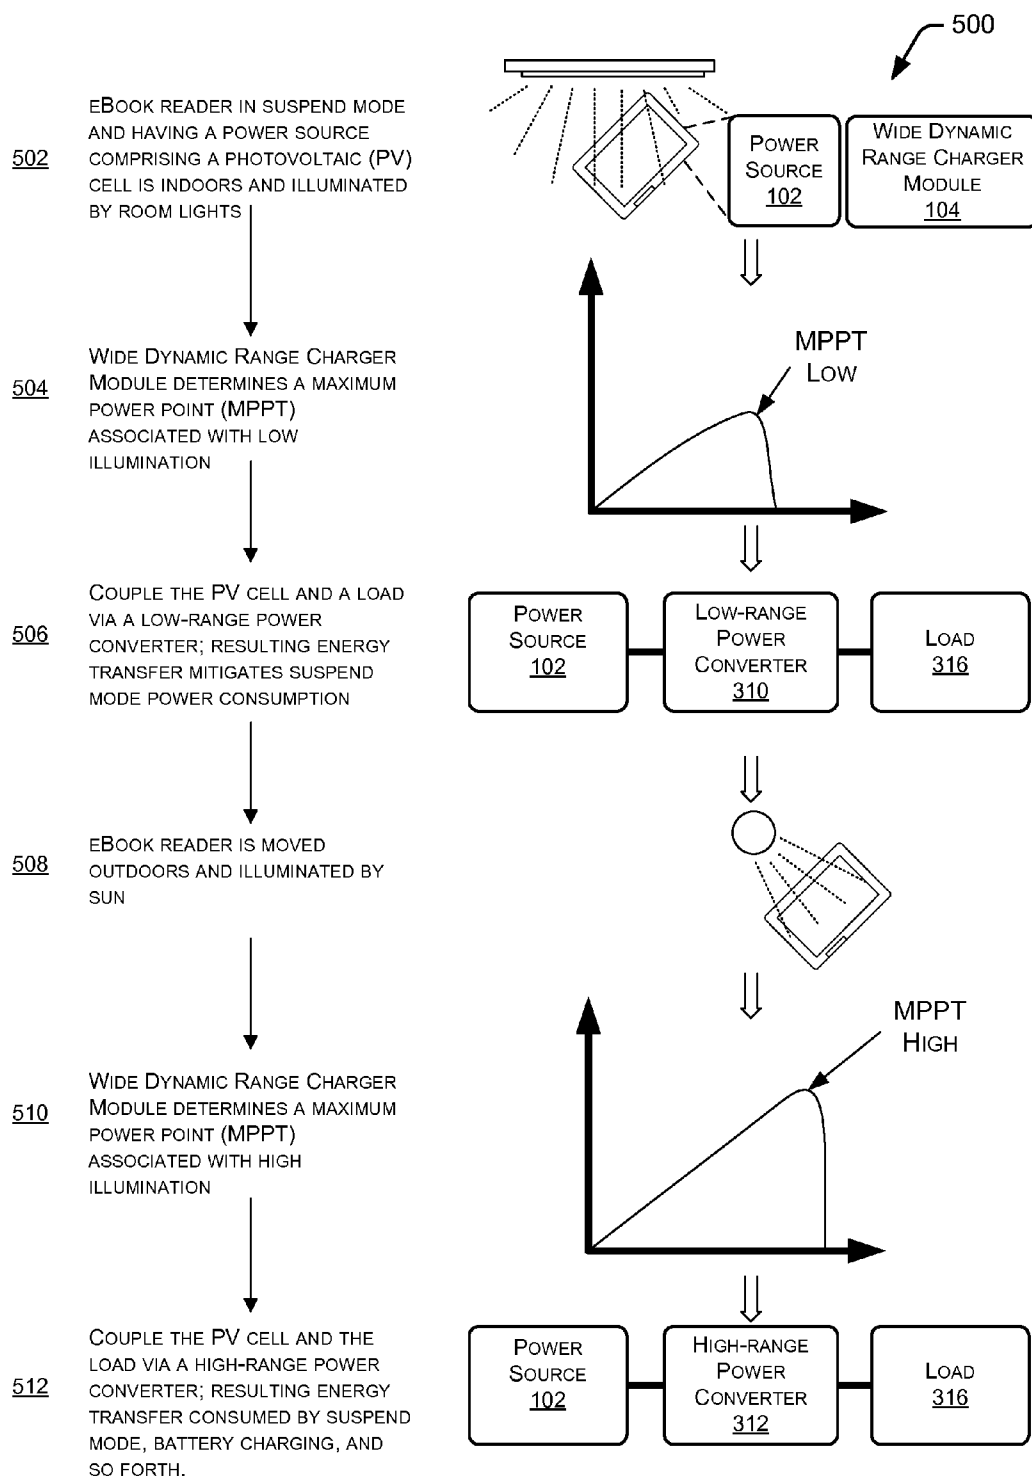 500
502
eBook reader in suspend mode
and having a power source
comprising a photovoltaic (PV)
cell is indoors and illuminated
by room lights
Power
Source
102
Wide Dynamic
Range Charger
Module
104
504
Wide Dynamic Range Charger
Module determines a maximum
power point (MPPT)
associated with low
illumination
MPPT
Low
506
Couple the PV cell and a load
via a low-range power
converter; resulting energy
transfer mitigates suspend
mode power consumption
Power
Source
102
Low-range
Power
Converter
310
Load
316
508
eBook reader is moved
outdoors and illuminated by
sun
510
Wide Dynamic Range Charger
Module determines a maximum
power point (MPPT)
associated with high
illumination
MPPT
High
512
Couple the PV cell and the
load via a high-range power
converter; resulting energy
transfer consumed by suspend
mode, battery charging, and
so forth.
Power
Source
102
High-range
Power
Converter
312
Load
316